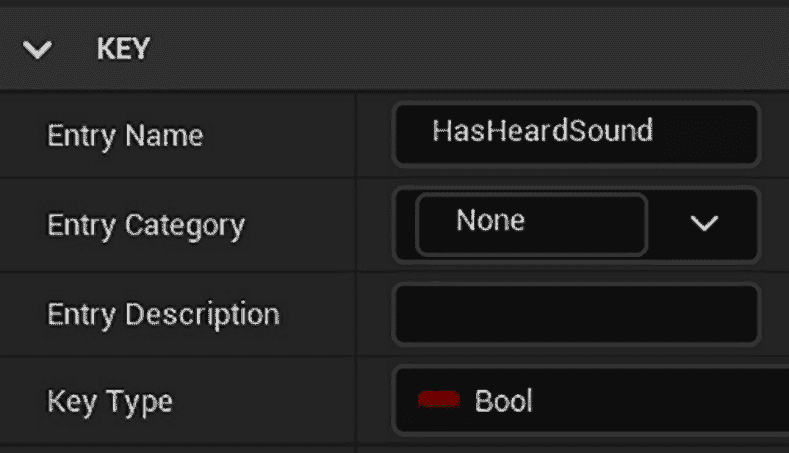 KEY
Entry Name HasHeardSound
Entry Category None
Entry Description
Key Type Bool